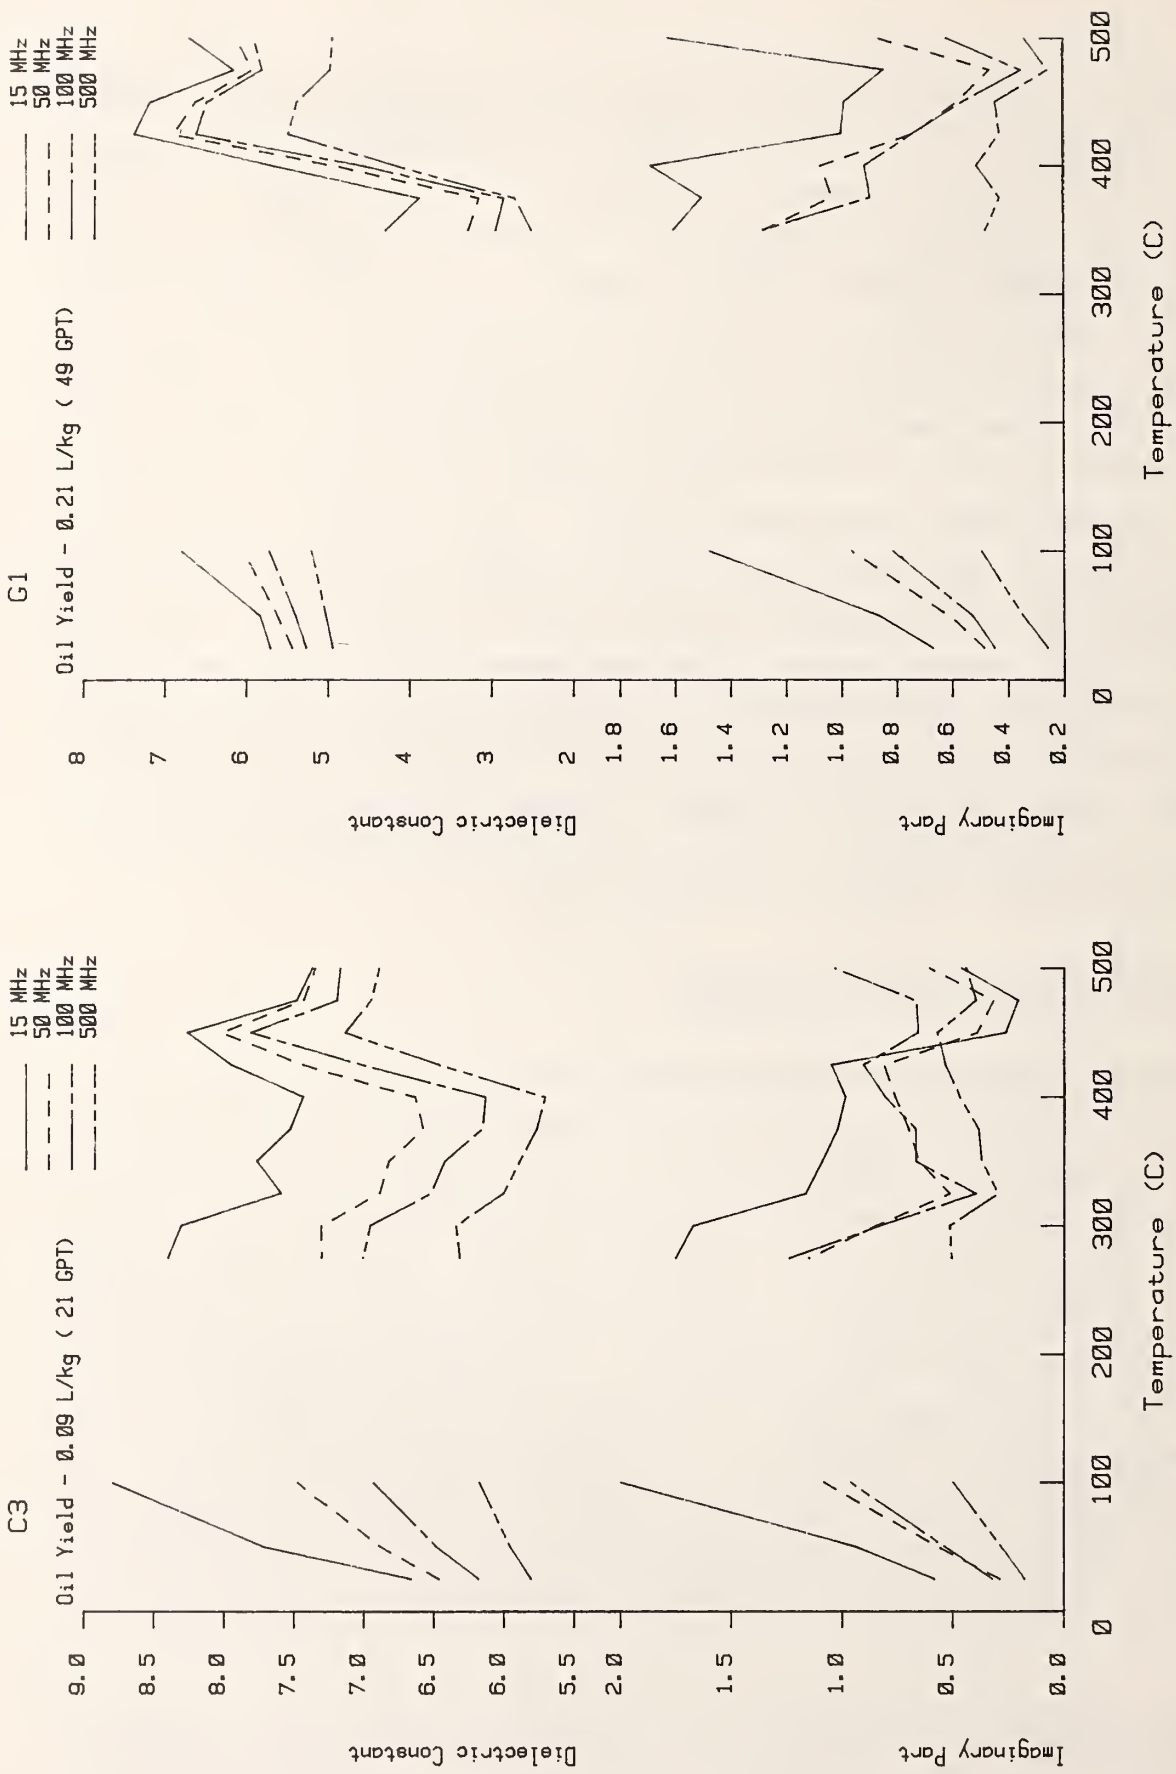 C3
Oil Yield - 0.09 L/kg ( 21 GPT)
15 MHz
50 MHz
100 MHz
500 MHz
9.0
8.5
8.0
7.5
7.0
6.5
6.0
5.5
Dielectric Constant
2.0
1.5
1.0
0.5
0.0
Imaginary Part
0 100 200 300 400 500
Temperature (C)
G1
Oil Yield - 0.21 L/kg ( 49 GPT)
15 MHz
50 MHz
100 MHz
500 MHz
8
7
6
5
4
3
2
Dielectric Constant
1.8
1.6
1.4
1.2
1.0
0.8
0.6
0.4
0.2
Imaginary Part
0 100 200 300 400 500
Temperature (C)